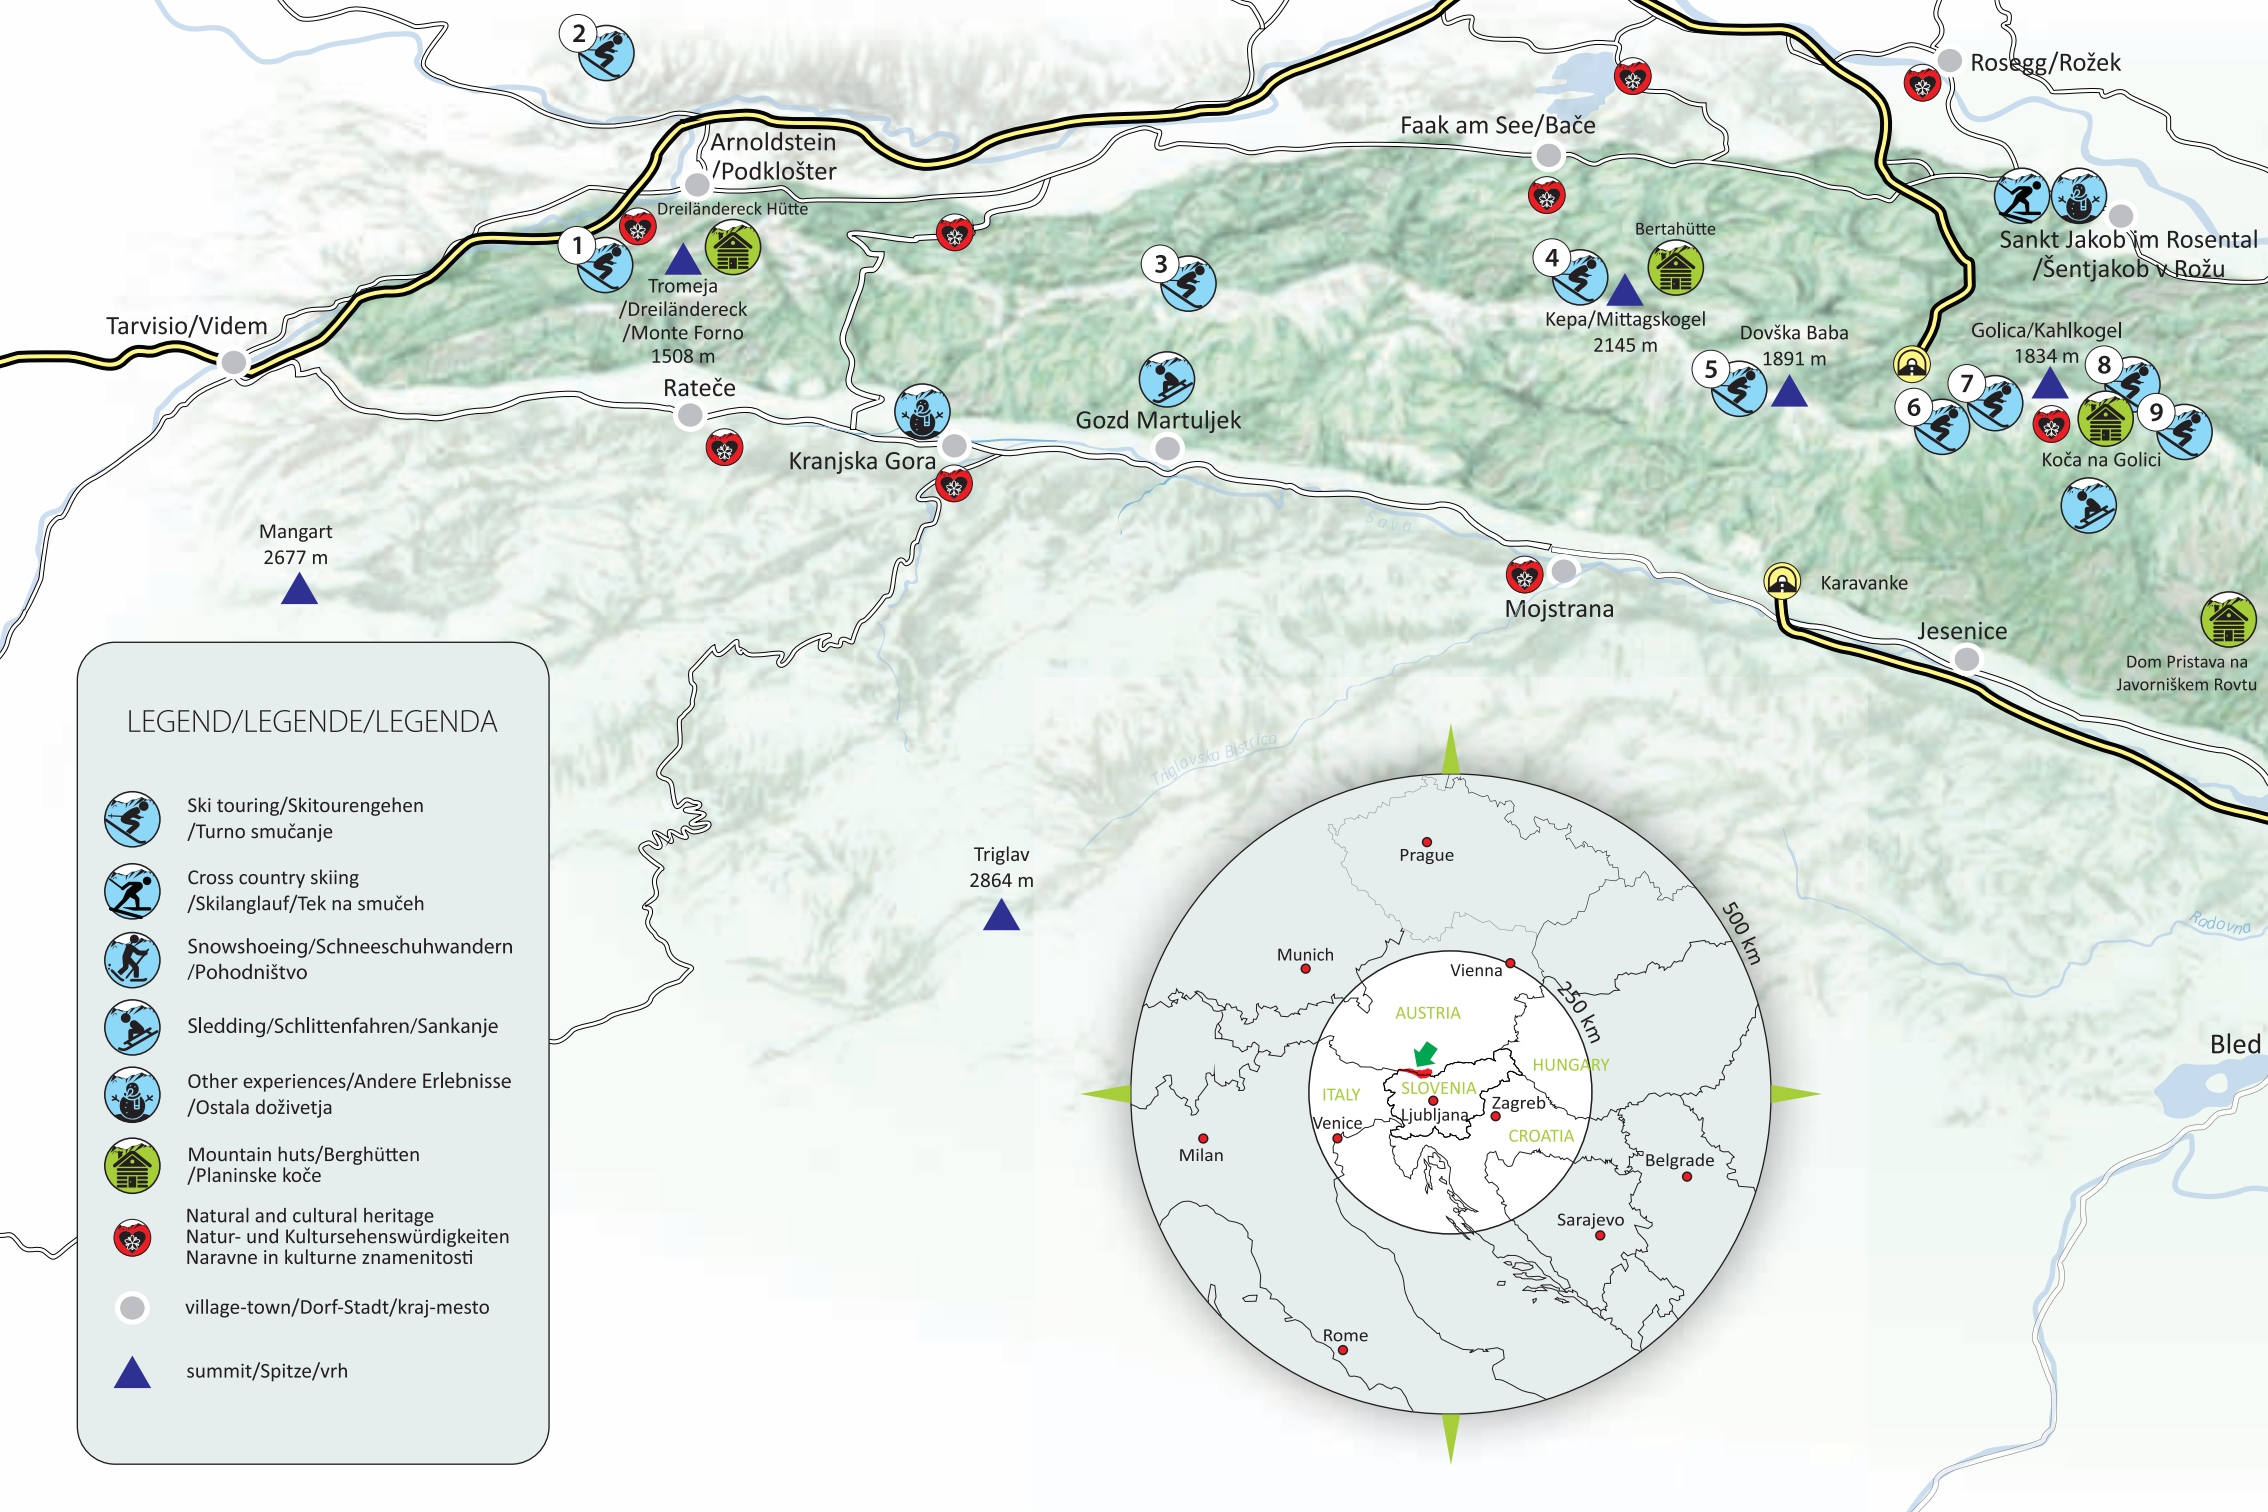 2
Rosegg/Rožek
Faak am See/Bače
Arnoldstein
/Podklošter
Dreiländereck Hütte
1
Tromeja
/Dreiländereck
/Monte Forno
1508 m
3
4
Bertahütte
Kepa/Mittagskogel
2145 m
Sankt Jakob im Rosental
/Šentjakob v Rožu
Tarvisio/Videm
Dovška Baba
1891 m
5
Golica/Kahlkogel
1834 m
6
7
8
9
Koča na Golici
Rateče
Kranjska Gora
Gozd Martuljek
Sava
Mangart
2677 m
Mojstrana
Karavanke
Jesenice
Dom Pristava na
Javorniškem Rovtu
Triglavska Bistrica
Triglav
2864 m
Radovna
Bled
LEGEND/LEGENDE/LEGENDA
Ski touring/Skitourengehen
/Turno smučanje
Cross country skiing
/Skilanglauf/Tek na smučeh
Snowshoeing/Schneeschuhwandern
/Pohodništvo
Sledding/Schlittenfahren/Sankanje
Other experiences/Andere Erlebnisse
/Ostala doživetja
Mountain huts/Berghütten
/Planinske koče
Natural and cultural heritage
Natur- und Kultursehenswürdigkeiten
Naravne in kulturne znamenitosti
village-town/Dorf-Stadt/kraj-mesto
summit/Spitze/vrh
Prague
500 km
Munich
Vienna
250 km
AUSTRIA
HUNGARY
ITALY
SLOVENIA
Ljubljana
Zagreb
Venice
CROATIA
Milan
Belgrade
Sarajevo
Rome